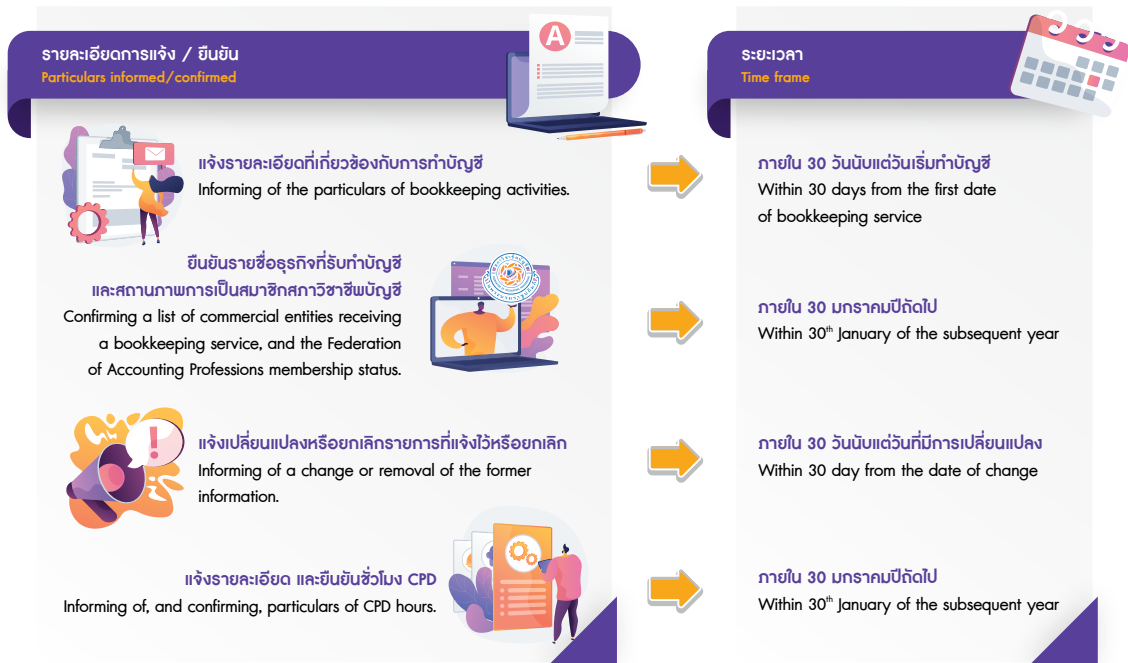 รายละเอียดการแจ้ง / ยืนยัน
Particulars informed/confirmed
ระยะเวลา
Time frame
A
แจ้งรายละเอียดที่เกี่ยวข้องกับการทำบัญชี
Informing of the particulars of bookkeeping activities.
ภายใน 30 วันนับแต่วันเริ่มทำบัญชี
Within 30 days from the first date
of bookkeeping service
ยืนยันรายชื่อธุรกิจที่รับทำบัญชี
และสถานภาพการเป็นสมาชิกสภาวิชาชีพบัญชี
Confirming a list of commercial entities receiving
a bookkeeping service, and the Federation
of Accounting Professions membership status.
ภายใน 30 มกราคมปีถัดไป
Within 30th January of the subsequent year
แจ้งเปลี่ยนแปลงหรือยกเลิกรายการที่แจ้งไว้หรือยกเลิก
Informing of a change or removal of the former
information.
ภายใน 30 วันนับแต่วันที่มีการเปลี่ยนแปลง
Within 30 day from the date of change
แจ้งรายละเอียด และยืนยันชั่วโมง CPD
Informing of, and confirming, particulars of CPD hours.
ภายใน 30 มกราคมปีถัดไป
Within 30th January of the subsequent year